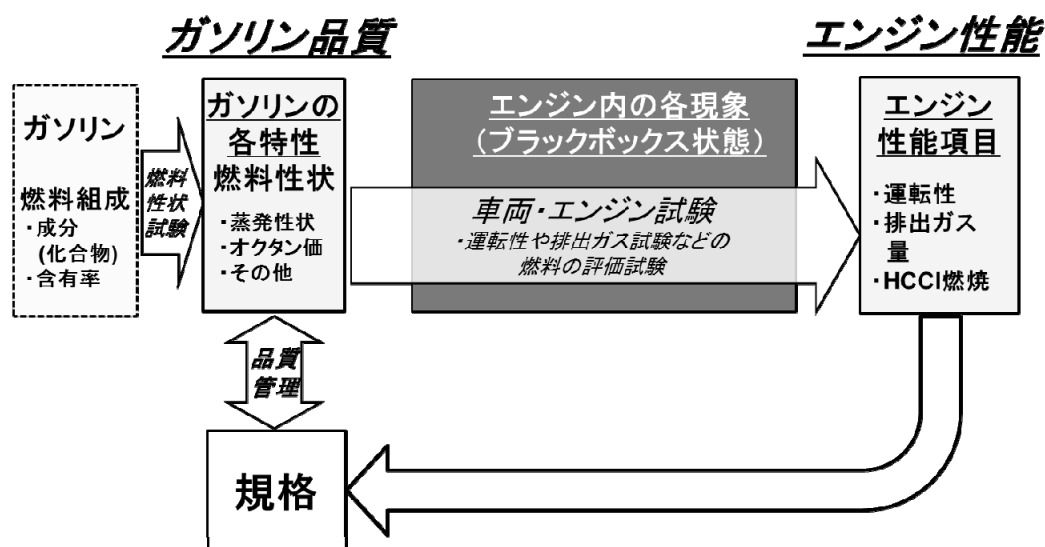 ガソリン品質
エンジン性能
ガソリン
燃料組成
・成分
(化合物)
・含有率
燃料
性状
試験
ガソリンの
各特性
燃料性状
・蒸発性状
・オクタン価
・その他
エンジン内の各現象
（ブラックボックス状態）
車両・エンジン試験
・運転性や排出ガス試験などの
燃料の評価試験
エンジン
性能項目
・運転性
・排出ガス
量
・HCCI燃焼
品質
管理
規格